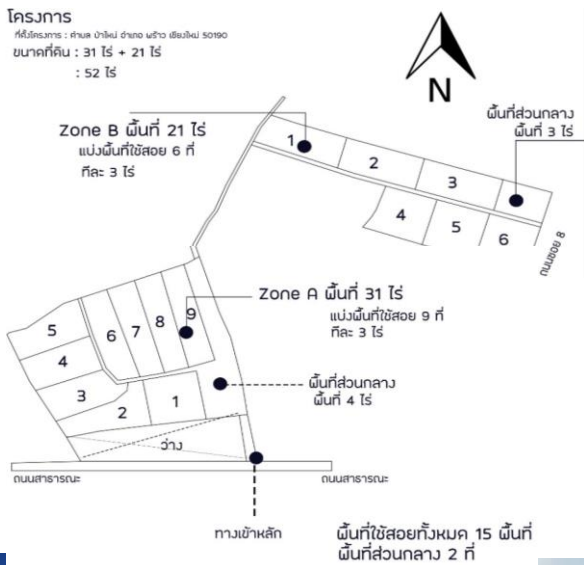 โครงการ
ที่ตั้งโครงการ : ตำบล ป่าไหน่ อำเภอ พร้าว เชียงใหม่ 50190
ขนาดที่ดิน : 31 ไร่ + 21 ไร่
: 52 ไร่
N
Zone B พื้นที่ 21 ไร่
แบ่งพื้นที่ใช้สอย 6 ที่
ทีละ 3 ไร่
พื้นที่ส่วนกลาง
พื้นที่ 3 ไร่
1
2
3
4
5
6
ถนนซอย 8
Zone A พื้นที่ 31 ไร่
แบ่งพื้นที่ใช้สอย 9 ที่
ทีละ 3 ไร่
5
6
7
8
9
4
3
2
1
พื้นที่ส่วนกลาง
พื้นที่ 4 ไร่
ว่าง
ถนนสาธารณะ
ถนนสาธารณะ
ทางเข้าหลัก
พื้นที่ใช้สอยทั้งหมด 15 พื้นที่
พื้นที่ส่วนกลาง 2 ที่